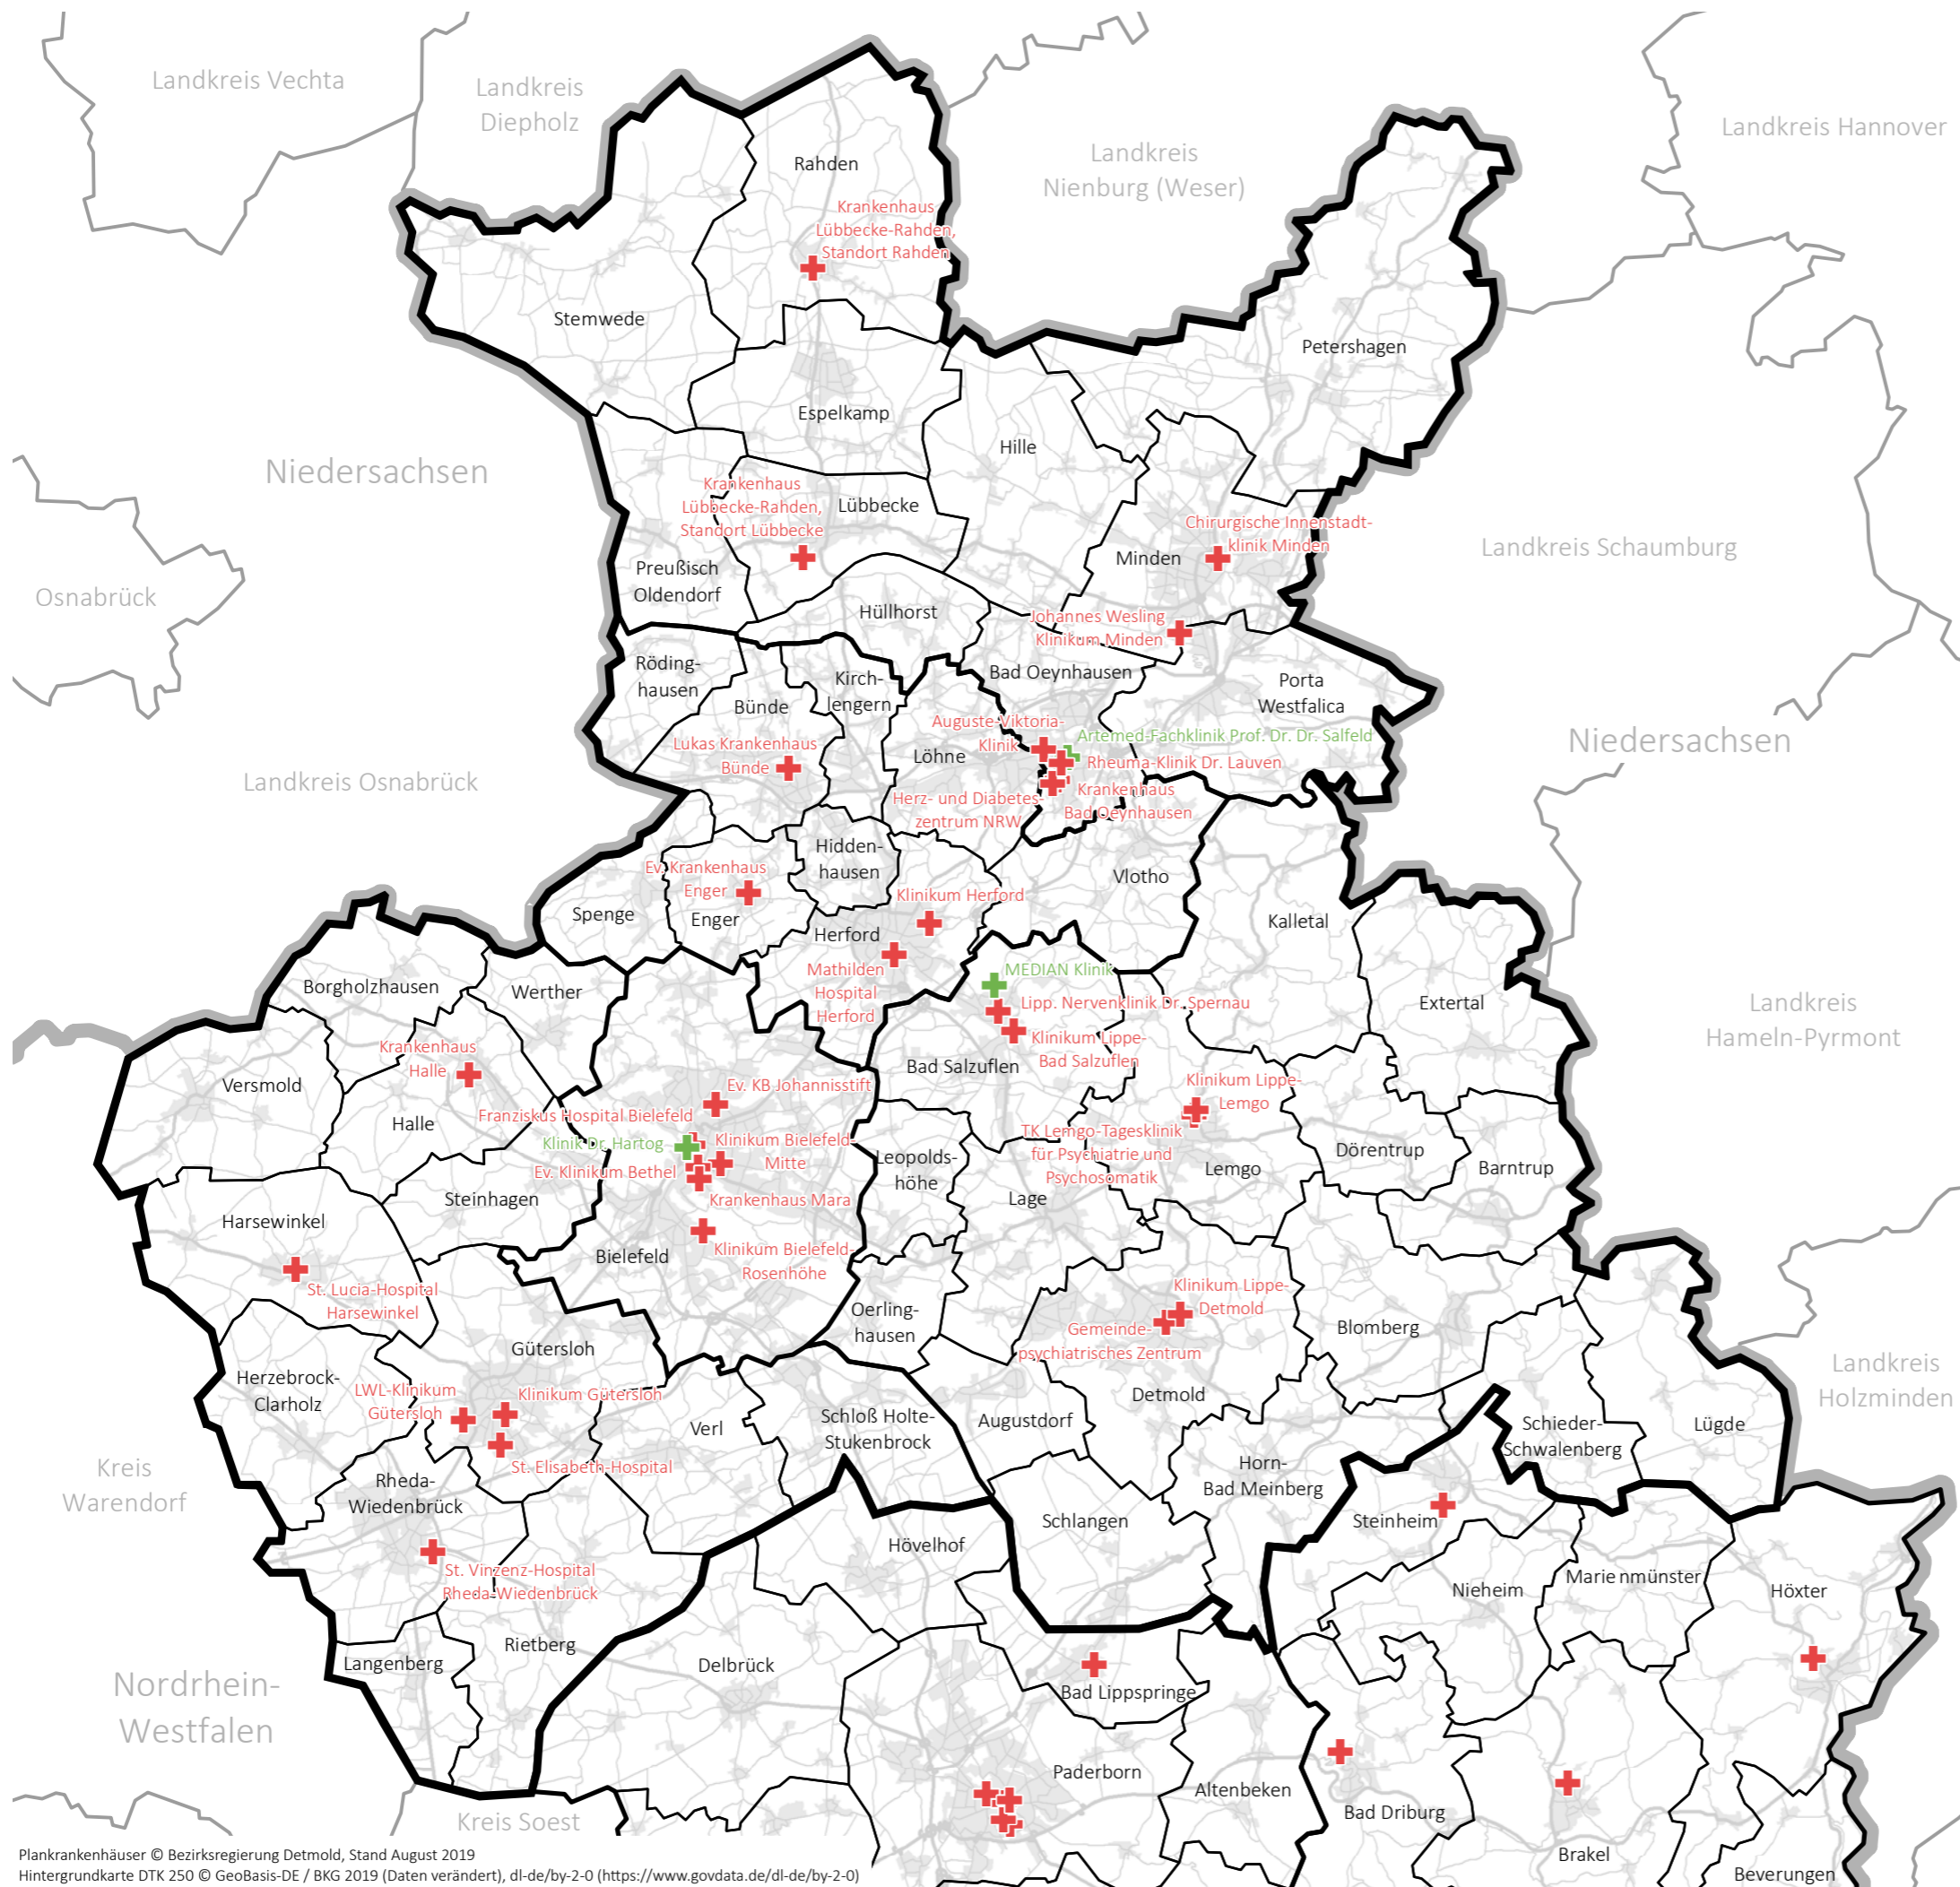 Landkreis Vechta
Landkreis
Diepholz
Landkreis
Nienburg (Weser)
Landkreis Hannover
Rahden
Krankenhaus
Lübbecke-Rahden,
Standort Rahden
Stemwede
Petershagen
Espelkamp
Hille
Niedersachsen
Krankenhaus
Lübbecke-Rahden,
Standort Lübbecke
Lübbecke
Chirurgische Innenstadt-
klinik Minden
Minden
Landkreis Schaumburg
Preußisch
Oldendorf
Osnabrück
Hüllhorst
Johannes Wesling
Klinikum Minden
Röding-
hausen
Kirch-
lengern
Bad Oeynhausen
Porta
Westfalica
Bünde
Auguste-Viktoria-
Klinik
Artemed-Fachklinik Prof. Dr. Dr. Salfeld
Niedersachsen
Lukas Krankenhaus
Bünde
Löhne
Rheuma-Klinik Dr. Lauven
Landkreis Osnabrück
Herz- und Diabetes-
zentrum NRW
Krankenhaus
Bad Oeynhausen
Hidden-
hausen
Ev. Krankenhaus
Enger
Vlotho
Klinikum Herford
Spenge
Enger
Herford
Kalletal
Mathilden
Hospital
Herford
MEDIAN Klinik
Borgholzhausen
Werther
Lipp. Nervenklinik Dr. Spernau
Extertal
Landkreis
Hameln-Pyrmont
Krankenhaus
Halle
Klinikum Lippe-
Bad Salzuflen
Bad Salzuflen
Versmold
Ev. KB Johannisstift
Klinikum Lippe-
Lemgo
Halle
Franziskus Hospital Bielefeld
Klinik Dr. Hartog
Klinikum Bielefeld-
Mitte
TK Lemgo-Tagesklinik
für Psychiatrie und
Psychosomatik
Ev. Klinikum Bethel
Leopolds-
höhe
Dörentrup
Lemgo
Barntrup
Steinhagen
Krankenhaus Mara
Lage
Harsewinkel
Bielefeld
Klinikum Bielefeld-
Rosenhöhe
St. Lucia-Hospital
Harsewinkel
Klinikum Lippe-
Detmold
Oerling-
hausen
Gemeinde-
psychiatrisches Zentrum
Blomberg
Gütersloh
Herzebrock-
Clarholz
LWL-Klinikum
Gütersloh
Klinikum Gütersloh
Detmold
Landkreis
Holzminden
Verl
Schloß Holte-
Stukenbrock
Augustdorf
Schieder-
Schwalenberg
Lügde
St. Elisabeth-Hospital
Kreis
Warendorf
Rheda-
Wiedenbrück
Horn-
Bad Meinberg
Schlangen
Steinheim
Hövelhof
St. Vinzenz-Hospital
Rheda-Wiedenbrück
Nieheim
Marienmünster
Höxter
Rietberg
Langenberg
Delbrück
Bad Lippspringe
Nordrhein-
Westfalen
Paderborn
Altenbeken
Bad Driburg
Kreis Soest
Brakel
Beverungen
Plankrankenhäuser © Bezirksregierung Detmold, Stand August 2019
Hintergrundkarte DTK 250 © GeoBasis-DE / BKG 2019 (Daten verändert), dl-de/by-2-0 (https://www.govdata.de/dl-de/by-2-0)